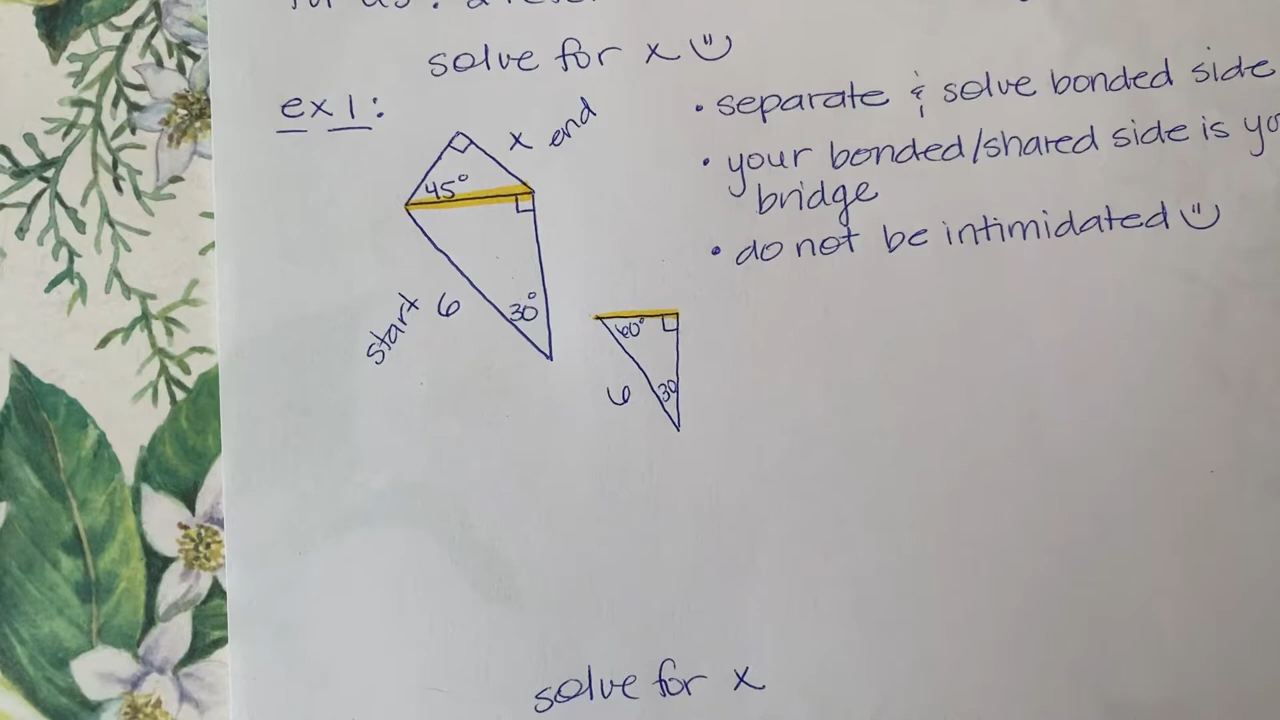 solve for x
ex 1:
x end
45°
start 6
30°
• separate & solve bonded side
• your bonded/shared side is
bridge
• do not be intimidated
60°
6
30
solve for x